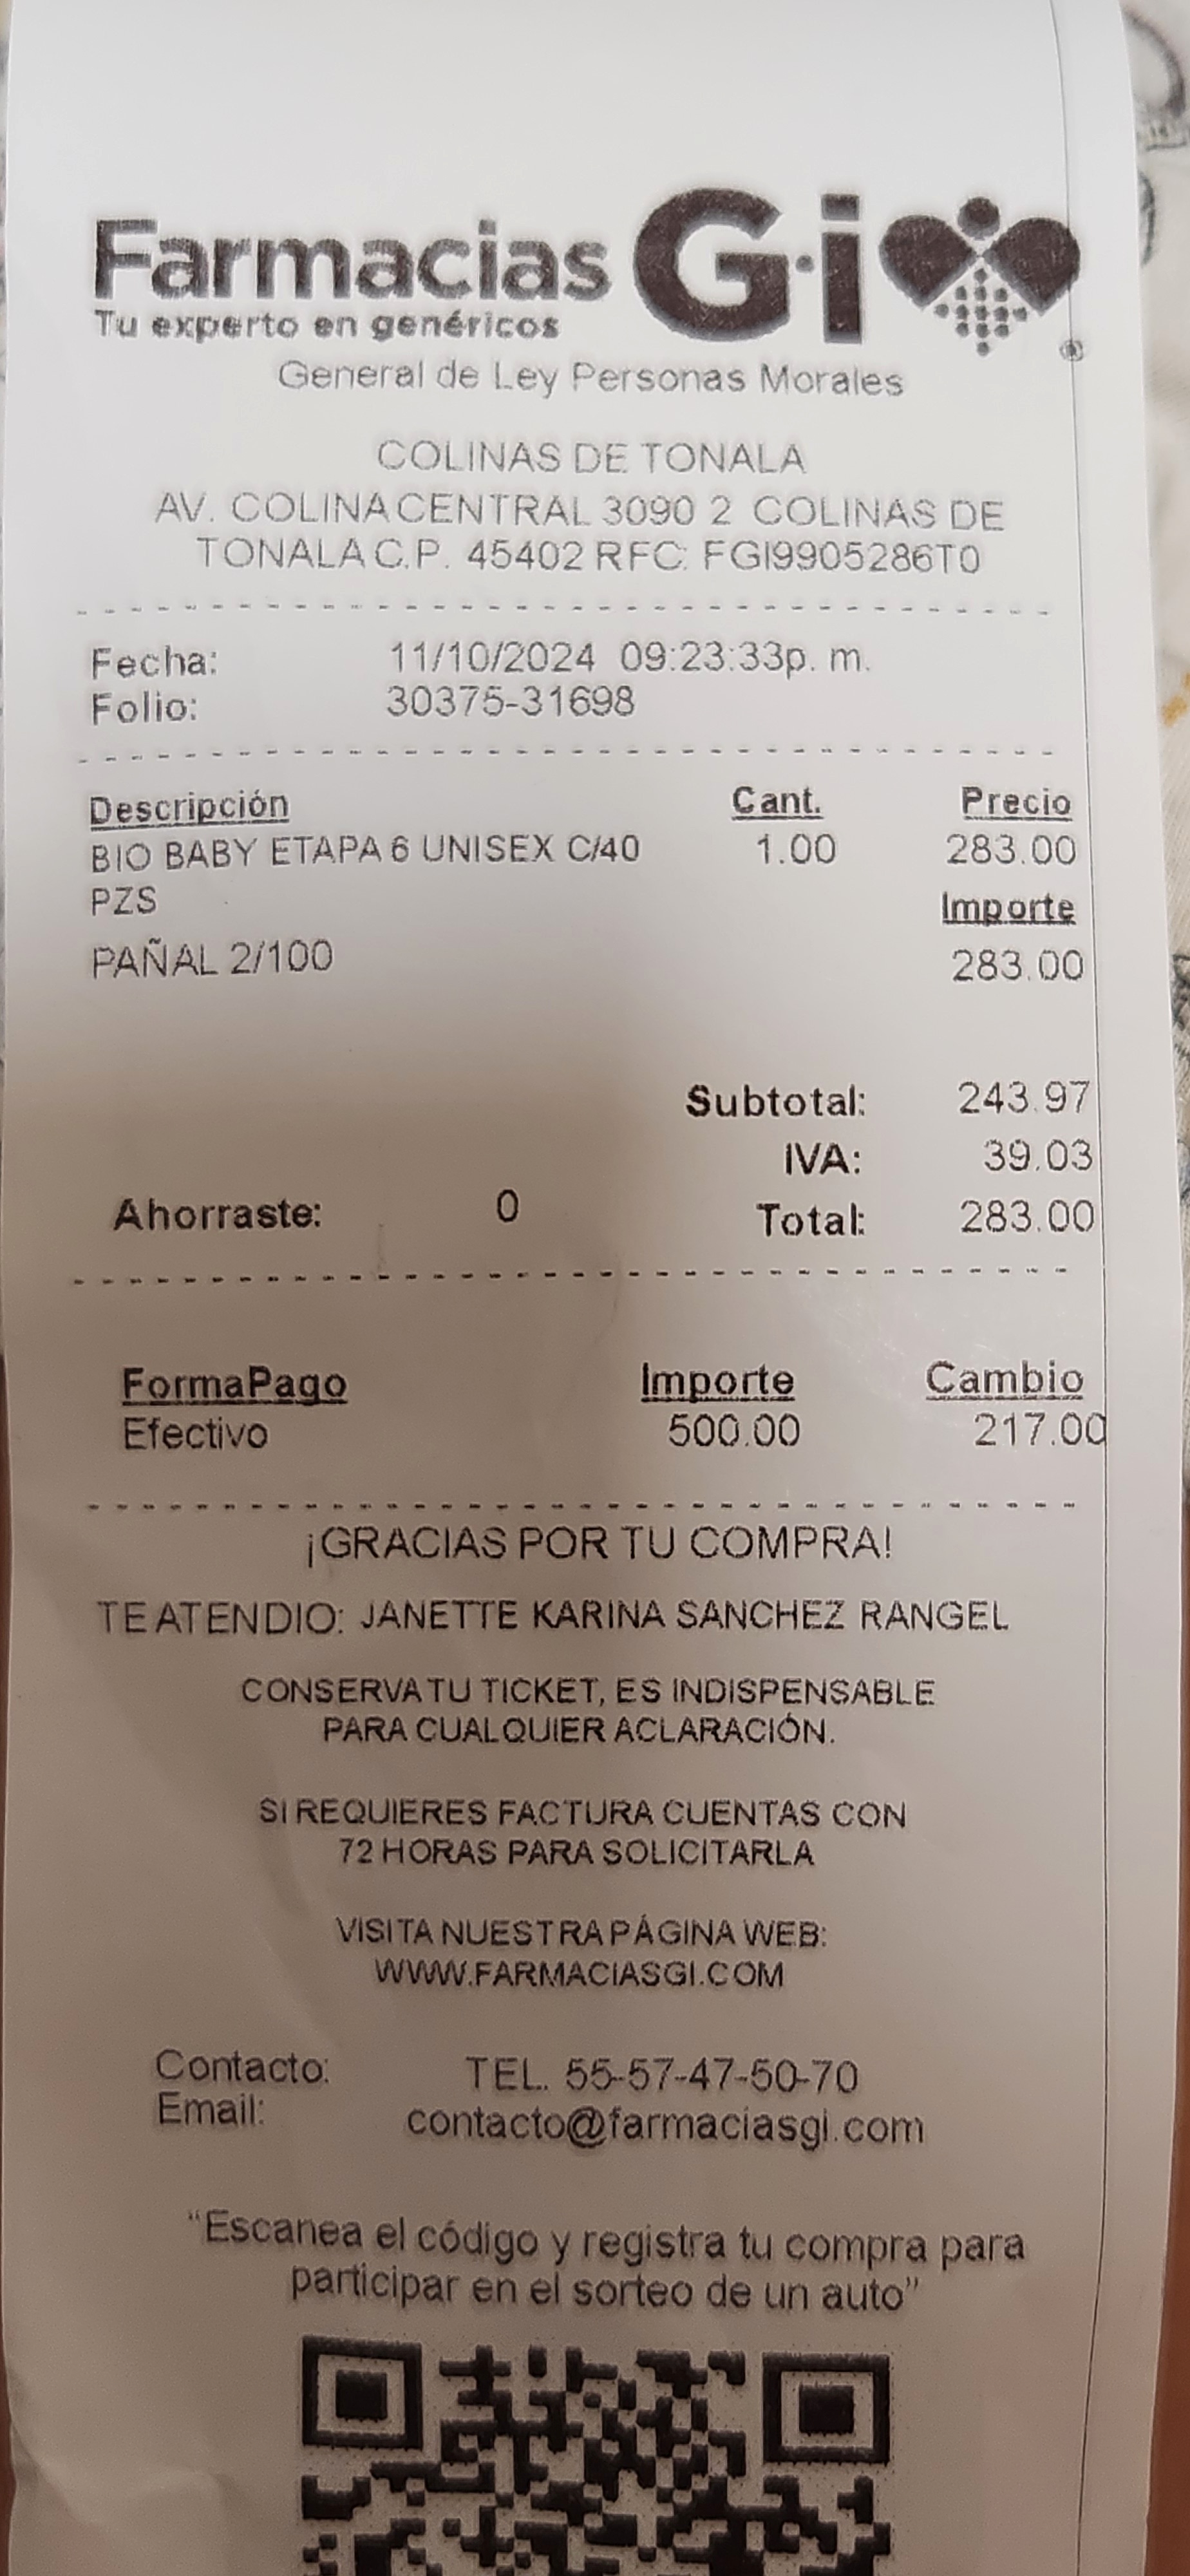 Farmacias G·i
Tu experto en genéricos
General de Ley Personas Morales
COLINAS DE TONALA
AV. COLINA CENTRAL 3090 2 COLINAS DE
TONALA C.P. 45402 RFC: FGI9905286T0
Fecha: 11/10/2024 09:23:33p. m.
Folio: 30375-31698
Descripción Cant. Precio
BIO BABY ETAPA 6 UNISEX C/40 1.00 283.00
PZS Importe
PAÑAL 2/100 283.00
Subtotal: 243.97
IVA: 39.03
Ahorraste: 0 Total: 283.00
FormaPago Importe Cambio
Efectivo 500.00 217.00
¡GRACIAS POR TU COMPRA!
TE ATENDIO: JANETTE KARINA SANCHEZ RANGEL
CONSERVA TU TICKET, ES INDISPENSABLE
PARA CUALQUIER ACLARACIÓN.
SI REQUIERES FACTURA CUENTAS CON
72 HORAS PARA SOLICITARLA
VISITA NUESTRA PÁGINA WEB:
WWW.FARMACIASGI.COM
Contacto: TEL. 55-57-47-50-70
Email: contacto@farmaciasgi.com
"Escanea el código y registra tu compra para
participar en el sorteo de un auto"